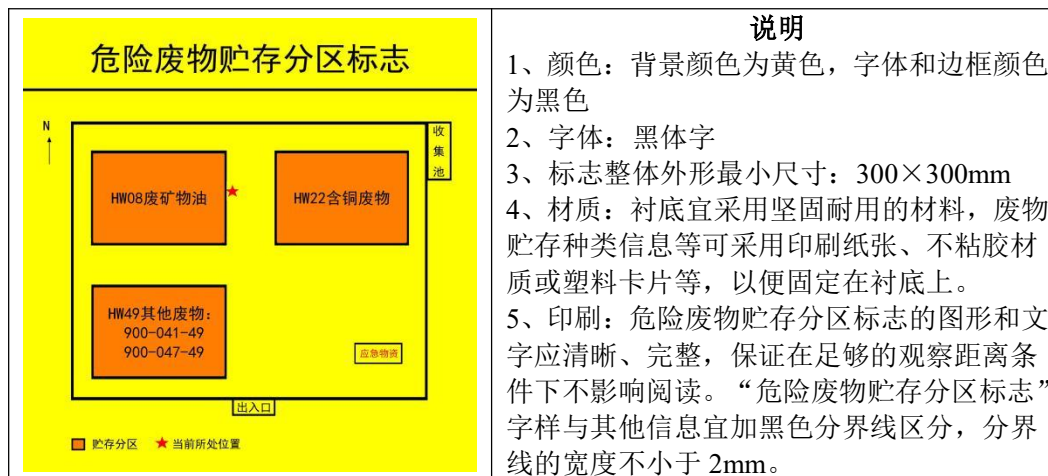 危险废物贮存分区标志
N
收
集
池
HW08废矿物油
HW22含铜废物
HW49其他废物：
900-041-49
900-047-49
应急物资
出入口
贮存分区
当前所处位置
说明
1、颜色：背景颜色为黄色，字体和边框颜色
为黑色
2、字体：黑体字
3、标志整体外形最小尺寸：300×300mm
4、材质：衬底宜采用坚固耐用的材料，废物
贮存种类信息等可采用印刷纸张、不粘胶材
质或塑料卡片等，以便固定在衬底上。
5、印刷：危险废物贮存分区标志的图形和文
字应清晰、完整，保证在足够的观察距离条
件下不影响阅读。“危险废物贮存分区标志”
字样与其他信息宜加黑色分界线区分，分界
线的宽度不小于 2mm。